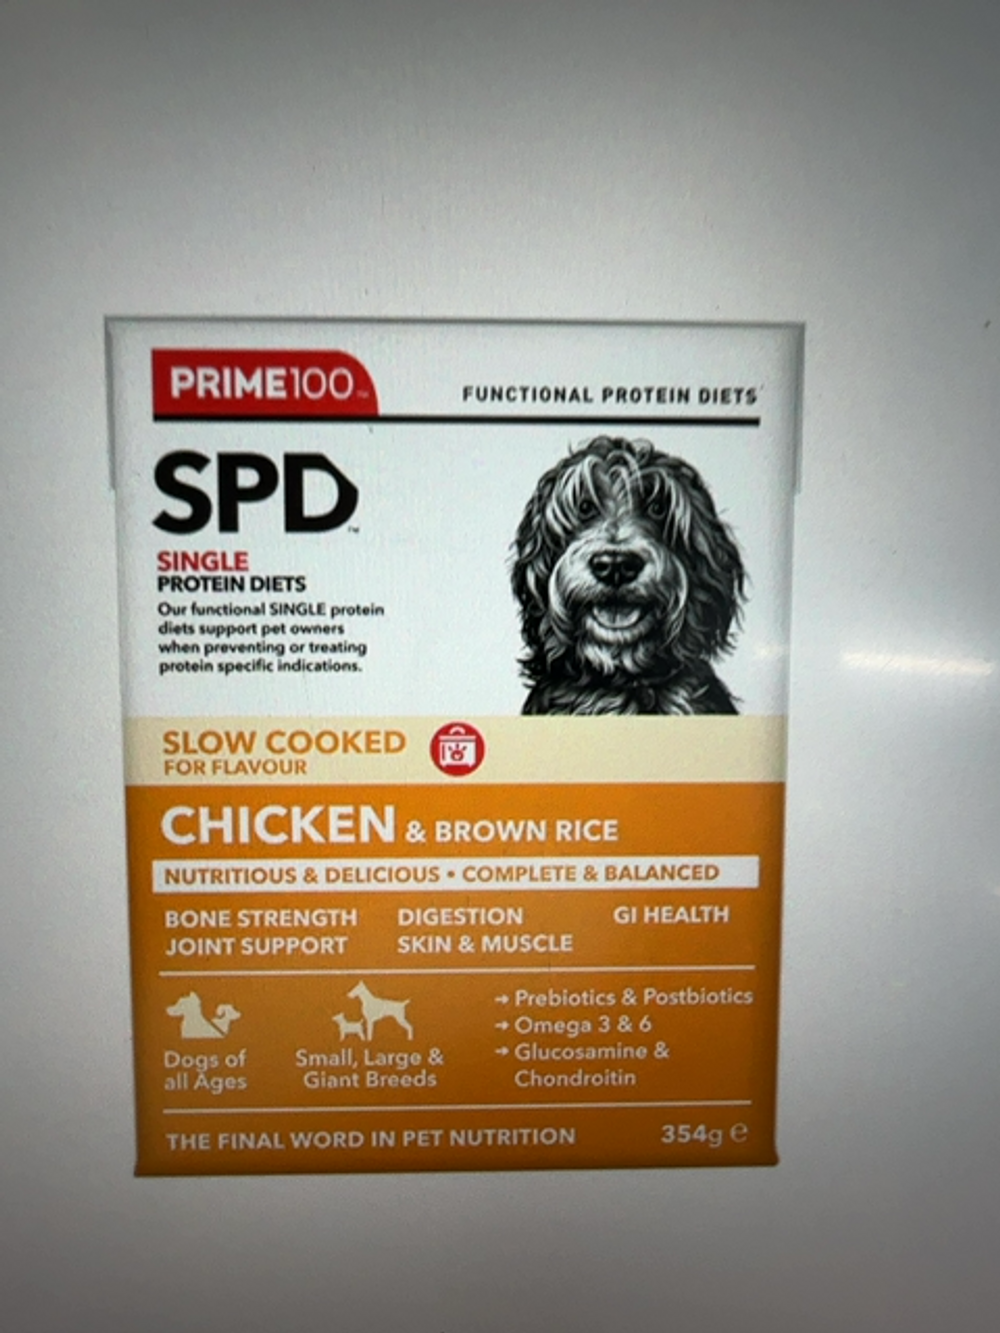 PRIME100™
FUNCTIONAL PROTEIN DIETS
SPD™
SINGLE
PROTEIN DIETS
Our functional SINGLE protein
diets support pet owners
when preventing or treating
protein specific indications.
SLOW COOKED
FOR FLAVOUR
CHICKEN & BROWN RICE
NUTRITIOUS & DELICIOUS • COMPLETE & BALANCED
BONE STRENGTH DIGESTION GI HEALTH
JOINT SUPPORT SKIN & MUSCLE
Dogs of
all Ages
Small, Large &
Giant Breeds
→ Prebiotics & Postbiotics
→ Omega 3 & 6
→ Glucosamine &
Chondroitin
THE FINAL WORD IN PET NUTRITION 354g ℮